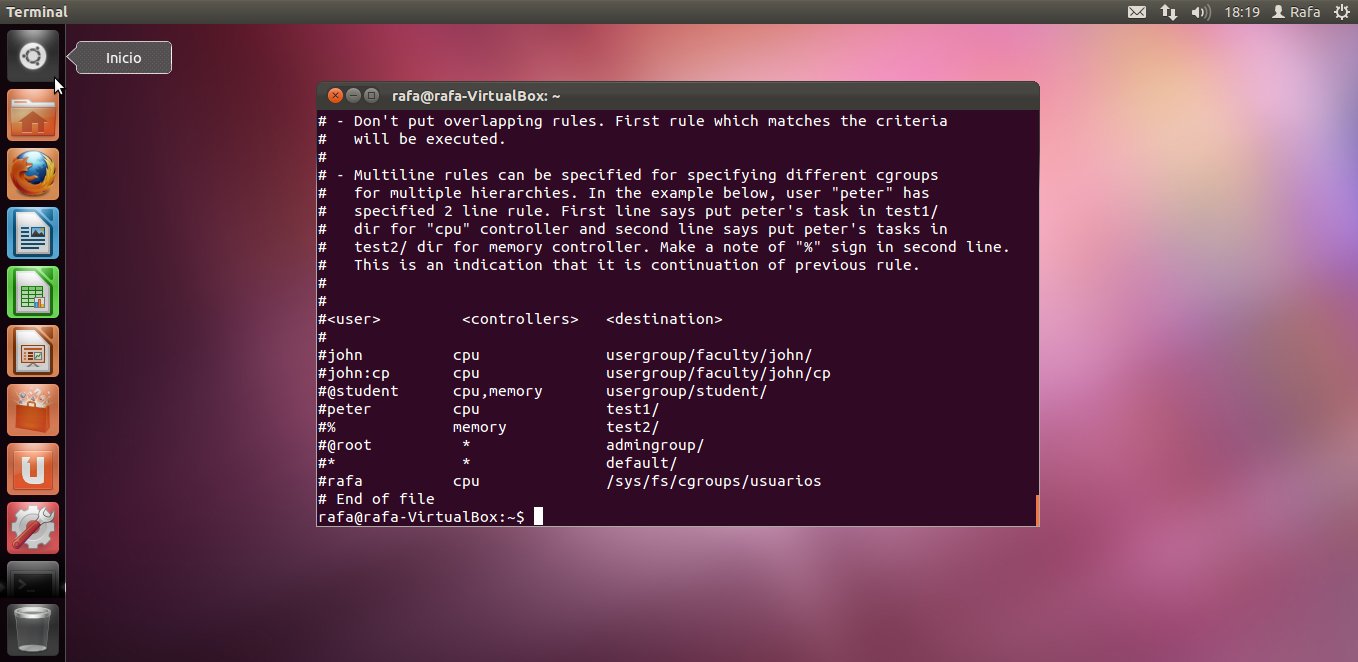 Terminal
18:19 Rafa
Inicio
rafa@rafa-VirtualBox: ~
# - Don't put overlapping rules. First rule which matches the criteria
#   will be executed.
#
# - Multiline rules can be specified for specifying different cgroups
#   for multiple hierarchies. In the example below, user "peter" has
#   specified 2 line rule. First line says put peter's task in test1/
#   dir for "cpu" controller and second line says put peter's tasks in
#   test2/ dir for memory controller. Make a note of "%" sign in second line.
#   This is an indication that it is continuation of previous rule.
#
#
#<user>         <controllers>   <destination>
#
#john          cpu              usergroup/faculty/john/
#john:cp       cpu              usergroup/faculty/john/cp
#@student      cpu,memory       usergroup/student/
#peter         cpu              test1/
#%             memory           test2/
#@root          *               admingroup/
#*              *               default/
#rafa          cpu              /sys/fs/cgroups/usuarios
# End of file
rafa@rafa-VirtualBox:~$